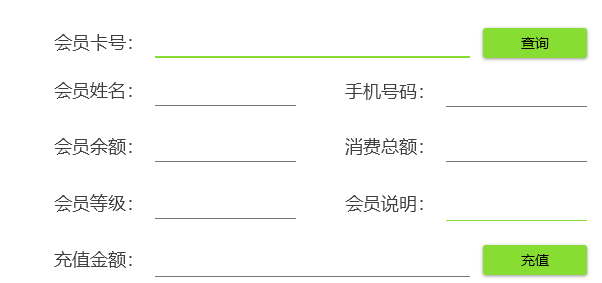 会员卡号： 查询
会员姓名： 手机号码：
会员余额： 消费总额：
会员等级： 会员说明：
充值金额： 充值